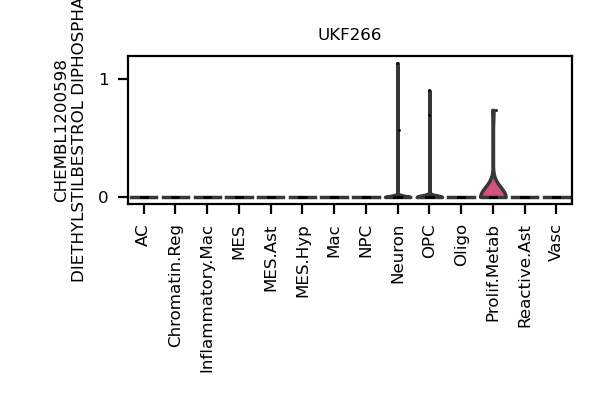 UKF266
CHEMBL1200598
DIETHYLSTILBESTROL DIPHOSPHA
1
0
AC
Chromatin.Reg
Inflammatory.Mac
MES
MES.Ast
MES.Hyp
Mac
NPC
Neuron
OPC
Oligo
Prolif.Metab
Reactive.Ast
Vasc